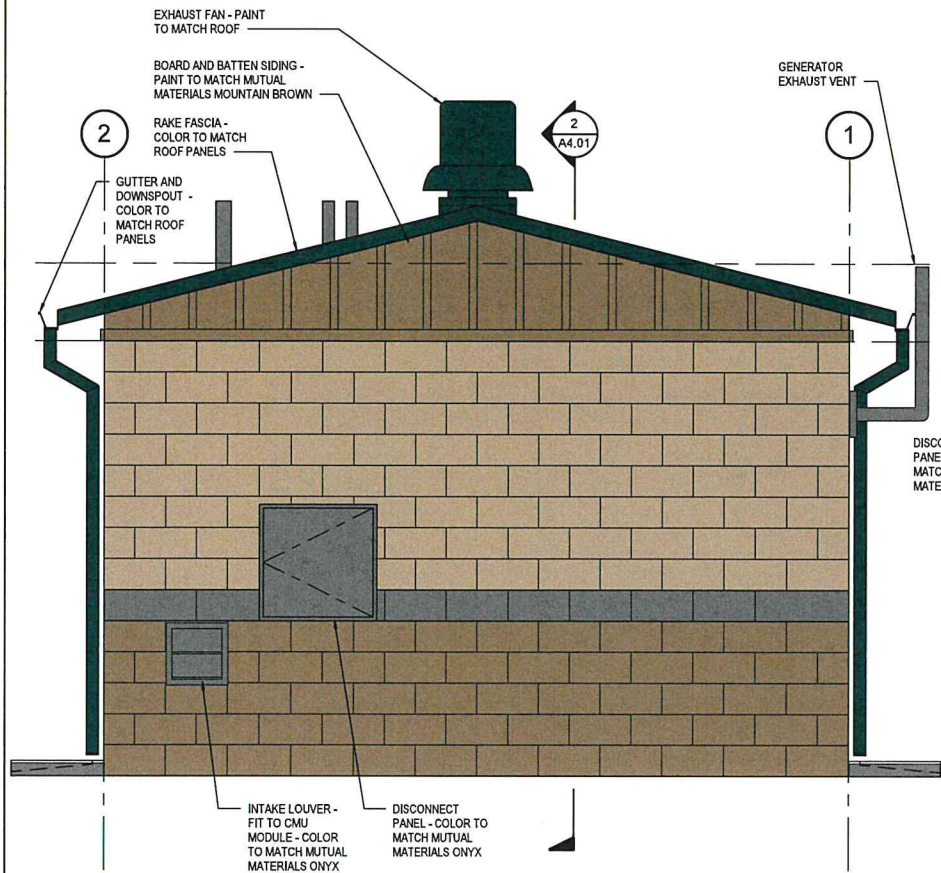 EXHAUST FAN - PAINT
TO MATCH ROOF
BOARD AND BATTEN SIDING -
PAINT TO MATCH MUTUAL
MATERIALS MOUNTAIN BROWN
GENERATOR
EXHAUST VENT
2
RAKE FASCIA -
COLOR TO MATCH
ROOF PANELS
2
A4.01
1
GUTTER AND
DOWNSPOUT -
COLOR TO
MATCH ROOF
PANELS
INTAKE LOUVER -
FIT TO CMU
MODULE - COLOR
TO MATCH MUTUAL
MATERIALS ONYX
DISCONNECT
PANEL - COLOR TO
MATCH MUTUAL
MATERIALS ONYX
DISCO
PANE
MATC
MATE